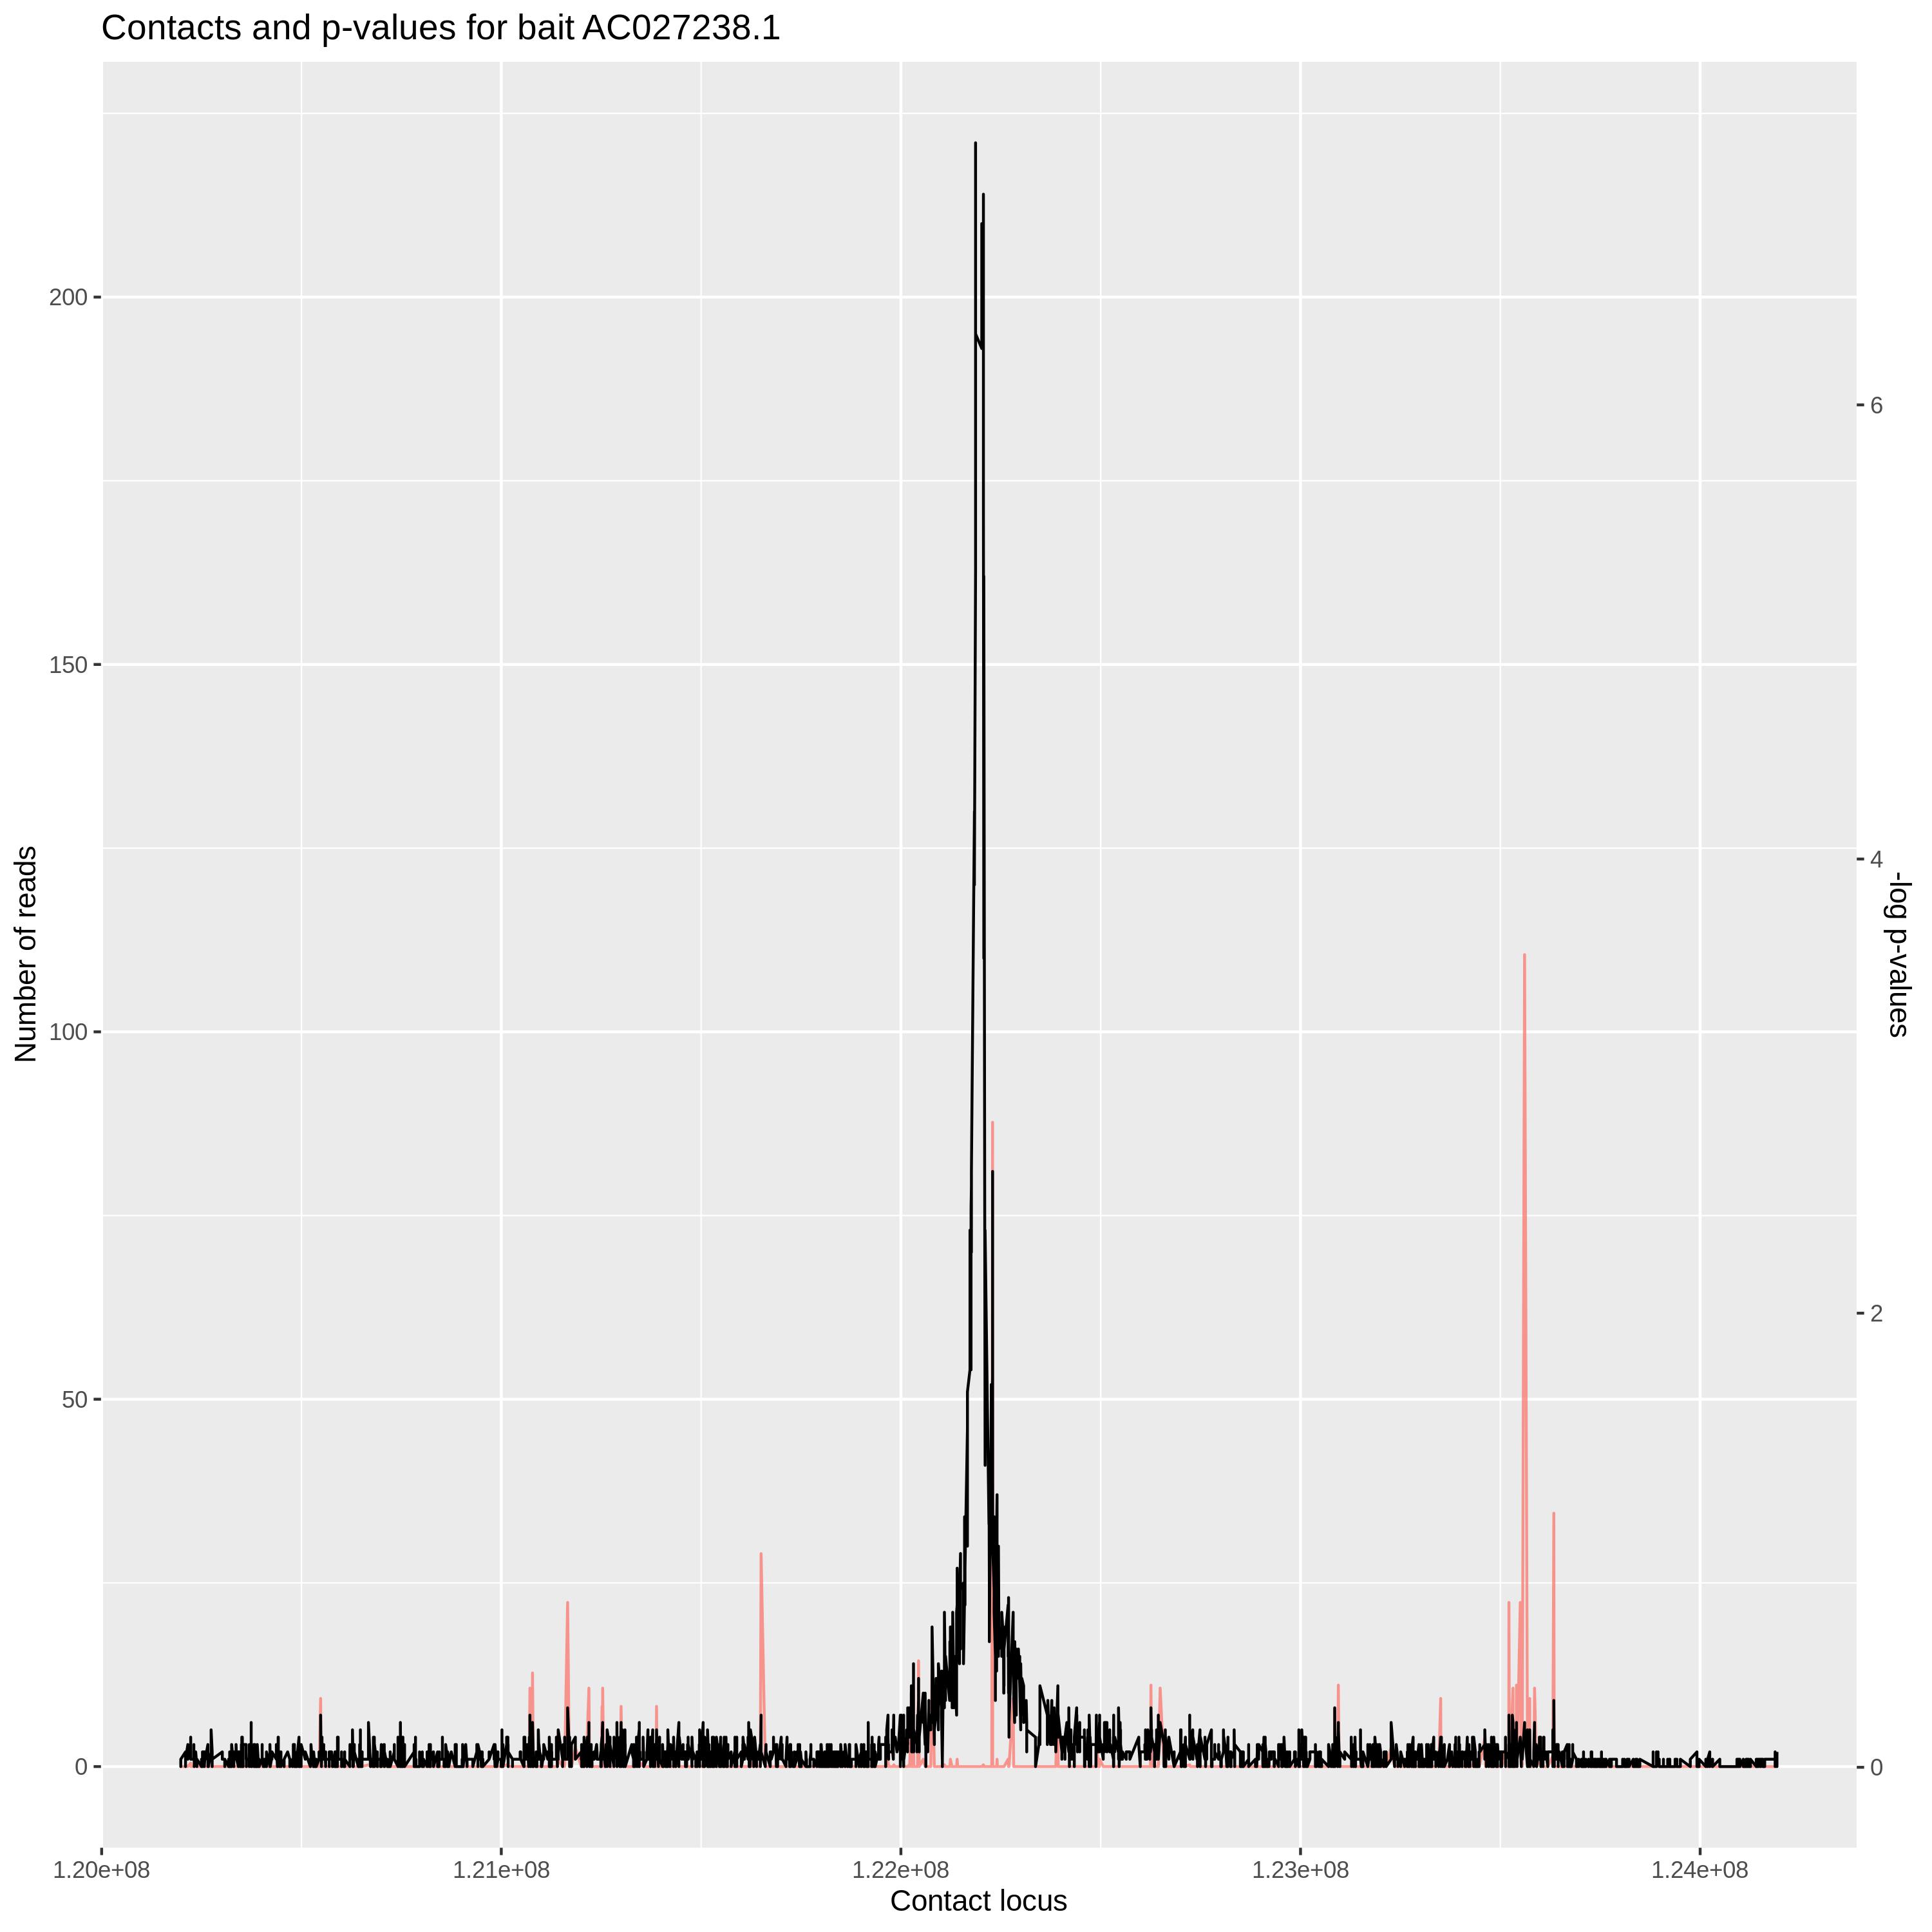 Contacts and p-values for bait AC027238.1
200
150
100
50
0
Number of reads
6
4
2
0
-log p-values
1.20e+08
1.21e+08
1.22e+08
1.23e+08
1.24e+08
Contact locus